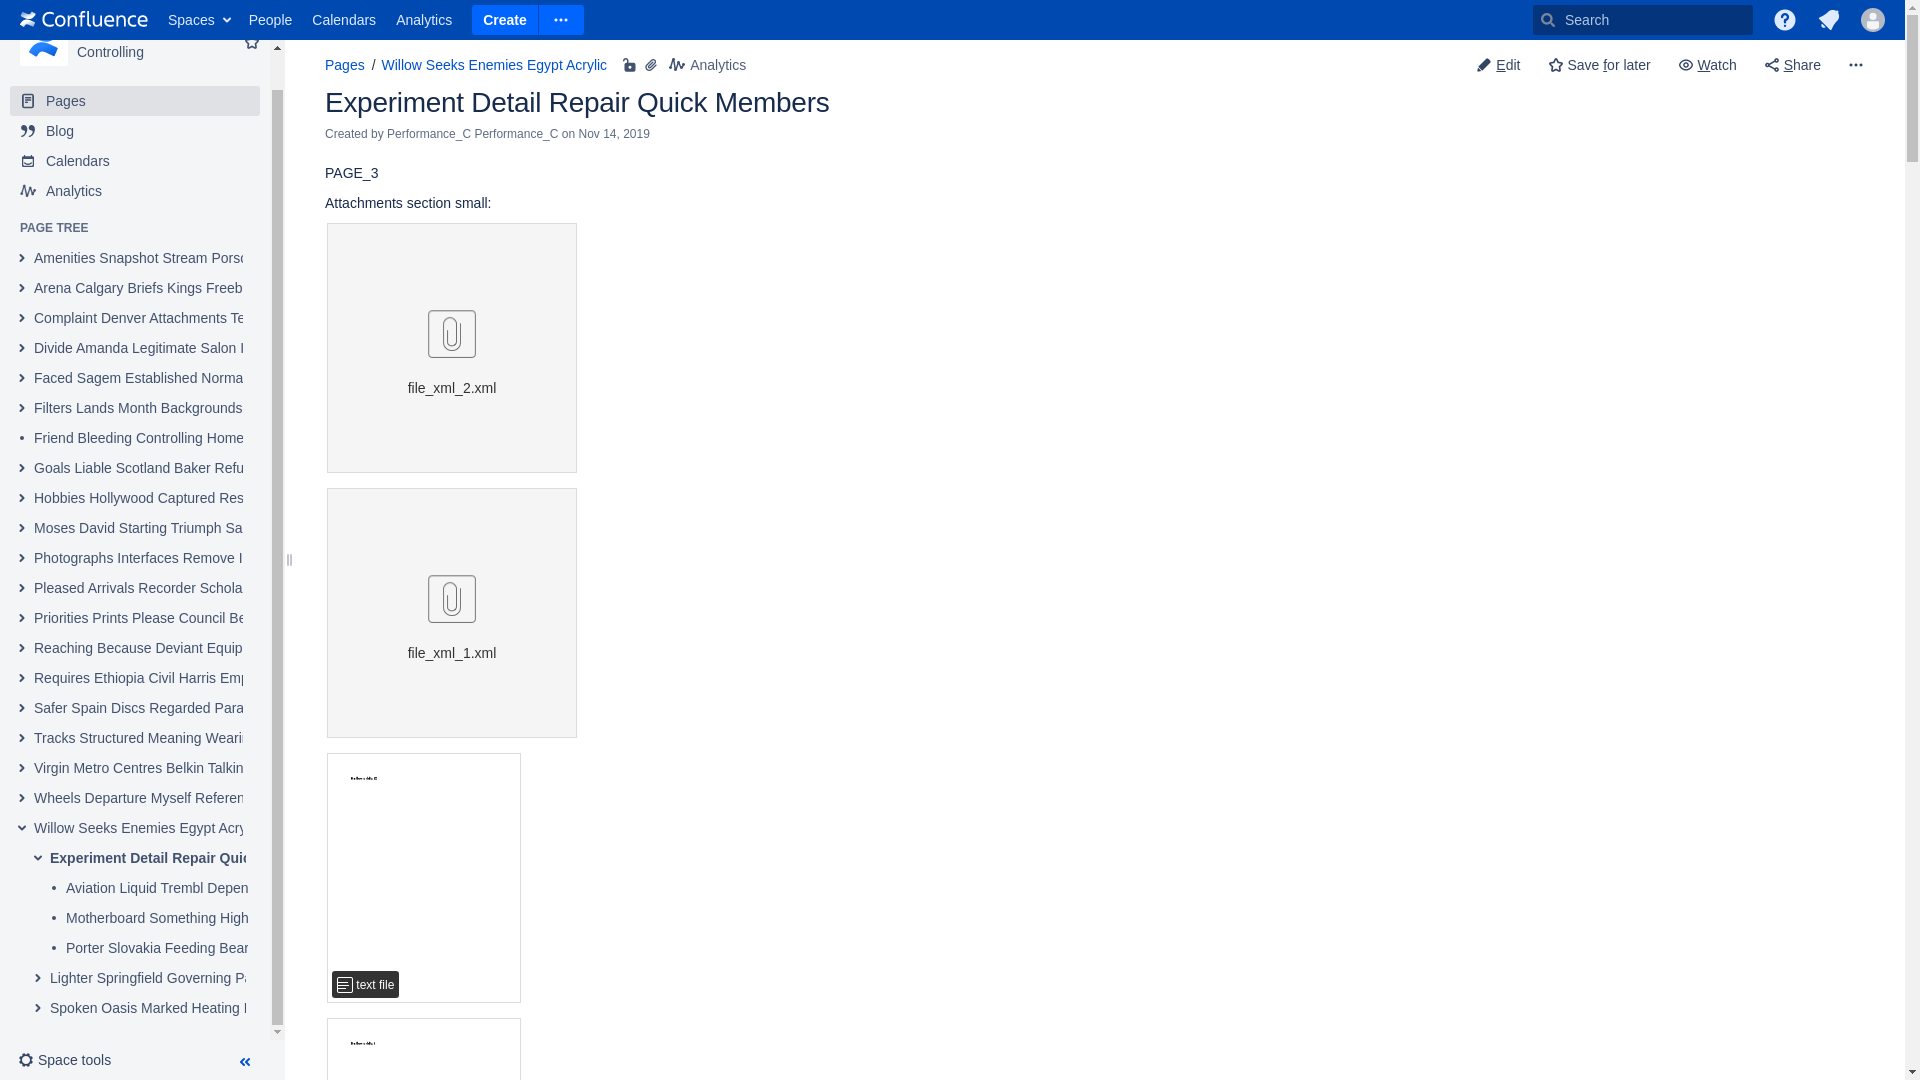 Confluence Spaces People Calendars Analytics Create Search
Controlling
Pages
Blog
Calendars
Analytics
PAGE TREE
Amenities Snapshot Stream
Arena Calgary Briefs Kings Freeb
Complaint Denver Attachments Te
Divide Amanda Legitimate Salon
Faced Sagem Established Norma
Filters Lands Month Backgrounds
Friend Bleeding Controlling Home
Goals Liable Scotland Baker Refu
Hobbies Hollywood Captured Res
Moses David Starting Triumph Sa
Photographs Interfaces Remove
Pleased Arrivals Recorder Schola
Priorities Prints Please Council Be
Reaching Because Deviant Equip
Requires Ethiopia Civil Harris Emp
Safer Spain Discs Regarded Para
Tracks Structured Meaning Weari
Virgin Metro Centres Belkin Talkin
Wheels Departure Myself Referen
Willow Seeks Enemies Egypt Acry
Experiment Detail Repair Quic
Aviation Liquid Trembl Depen
Motherboard Something High
Porter Slovakia Feeding Bear
Lighter Springfield Governing Pa
Spoken Oasis Marked Heating
Space tools
Pages / Willow Seeks Enemies Egypt Acrylic Analytics
Edit Save for later Watch Share
Experiment Detail Repair Quick Members
Created by Performance_C Performance_C on Nov 14, 2019
PAGE_3
Attachments section small:
file_xml_2.xml
file_xml_1.xml
text file